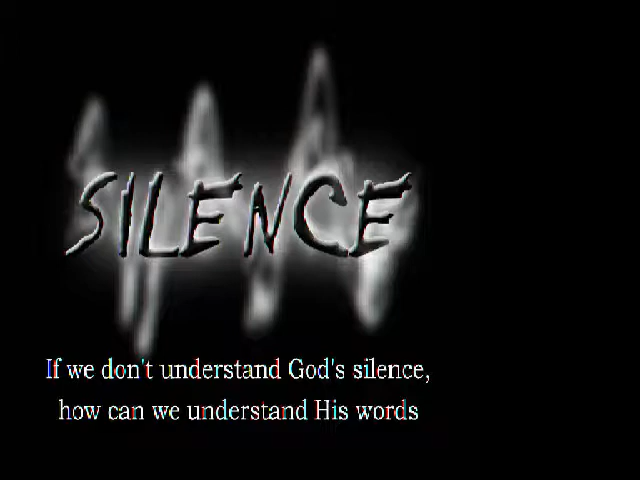 SILENCE
If we don't understand God's silence,
how can we understand His words